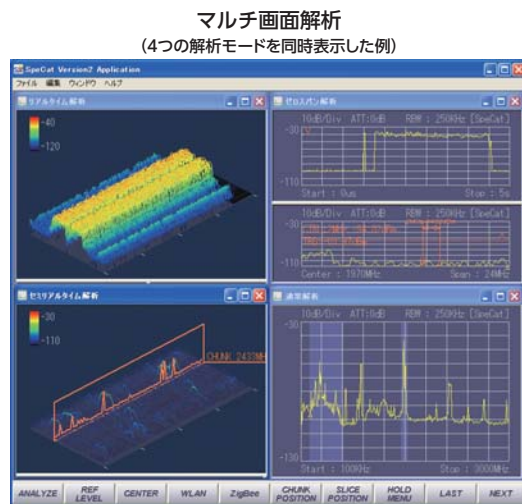 マルチ画面解析
(4つの解析モードを同時表示した例)
SpeCat Version2 Application
ファイル 編集 ウィンドウ ヘルプ
リアルタイム解析
-40
-120
ゼロスパン解析
10dB/Div ATT:0dB RBW : 250KHz [SpeCat]
-30
-110
Start : 0us Stop : 5s
10dB/Div ATT:0dB RBW : 250KHz [SpeCat]
-30
-110
Center : 1970MHz Span : 24MHz
セミリアルタイム解析
-30
-110
CHUNK 2433MH
通常解析
10dB/Div ATT:0dB RBW : 250KHz [SpeCat]
-30
-130
Start : 100KHz Stop : 3000MHz
ANALYZE REF LEVEL CENTER WLAN ZigBee CHUNK POSITION SLICE POSITION HOLD MENU LAST NEXT